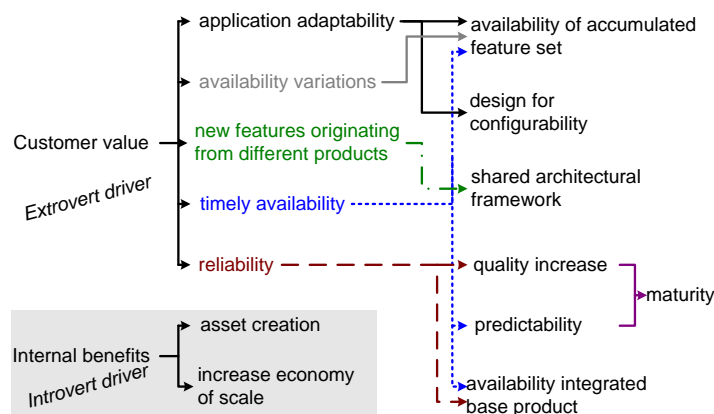 application adaptability
availability of accumulated
feature set
availability variations
design for
configurability
Customer value
new features originating
from different products
Extrovert driver
shared architectural
framework
timely availability
reliability
quality increase
maturity
predictability
asset creation
Internal benefits
Introvert driver
increase economy
of scale
availability integrated
base product